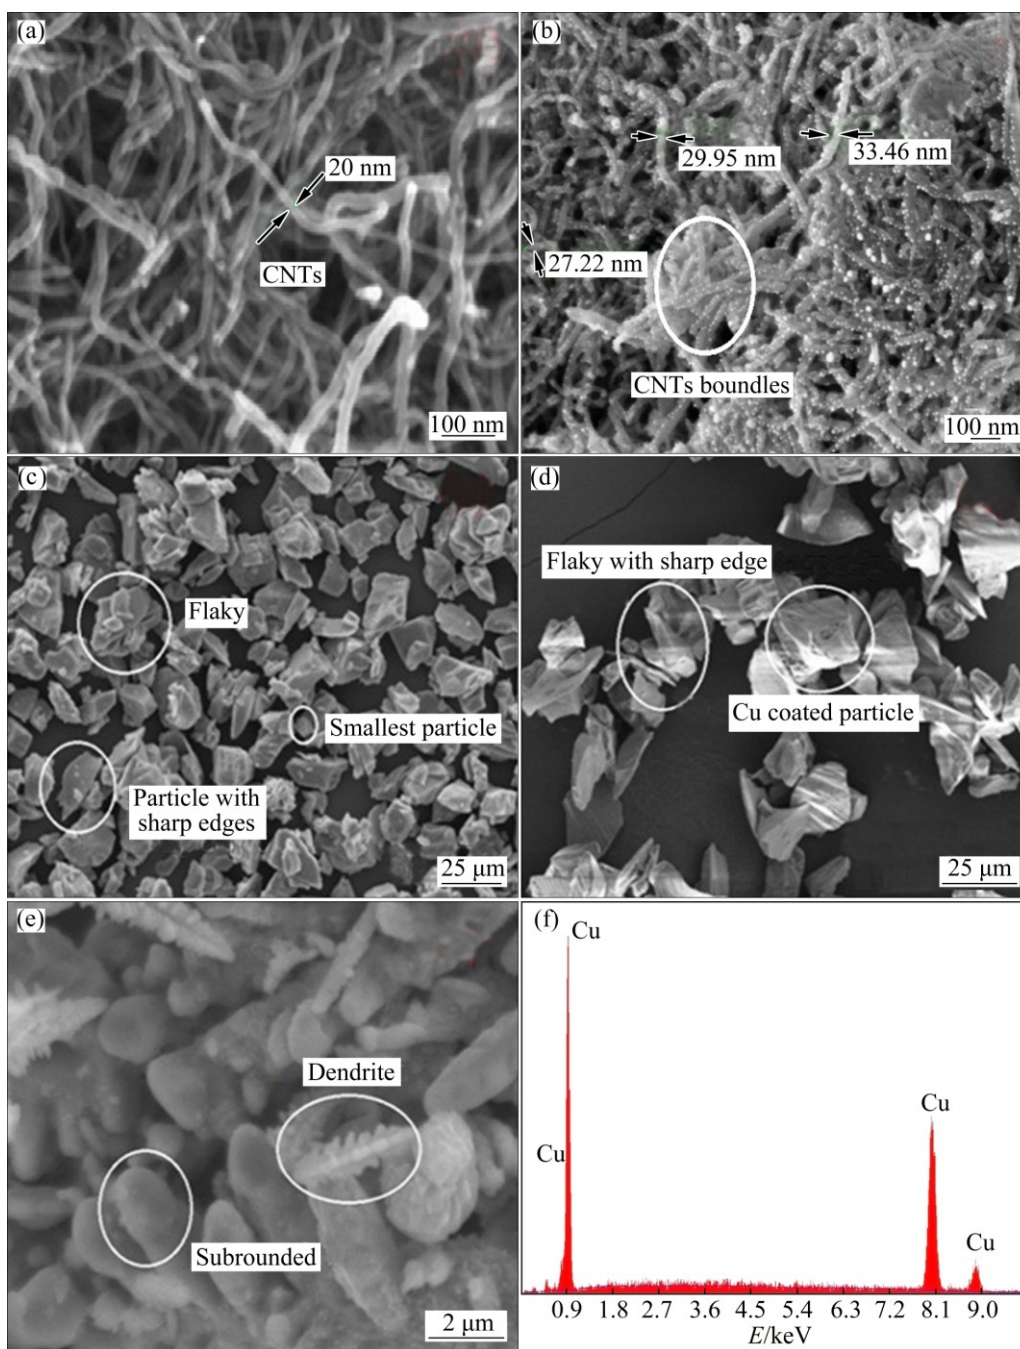 (a)
20 nm
CNTs
100 nm
(b)
29.95 nm
33.46 nm
27.22 nm
CNTs boundles
100 nm
(c)
Flaky
Smallest particle
Particle with
sharp edges
25 μm
(d)
Flaky with sharp edge
Cu coated particle
25 μm
(e)
Dendrite
Subrounded
2 μm
(f)
Cu
Cu
Cu
Cu
0.9 1.8 2.7 3.6 4.5 5.4 6.3 7.2 8.1 9.0
E/keV